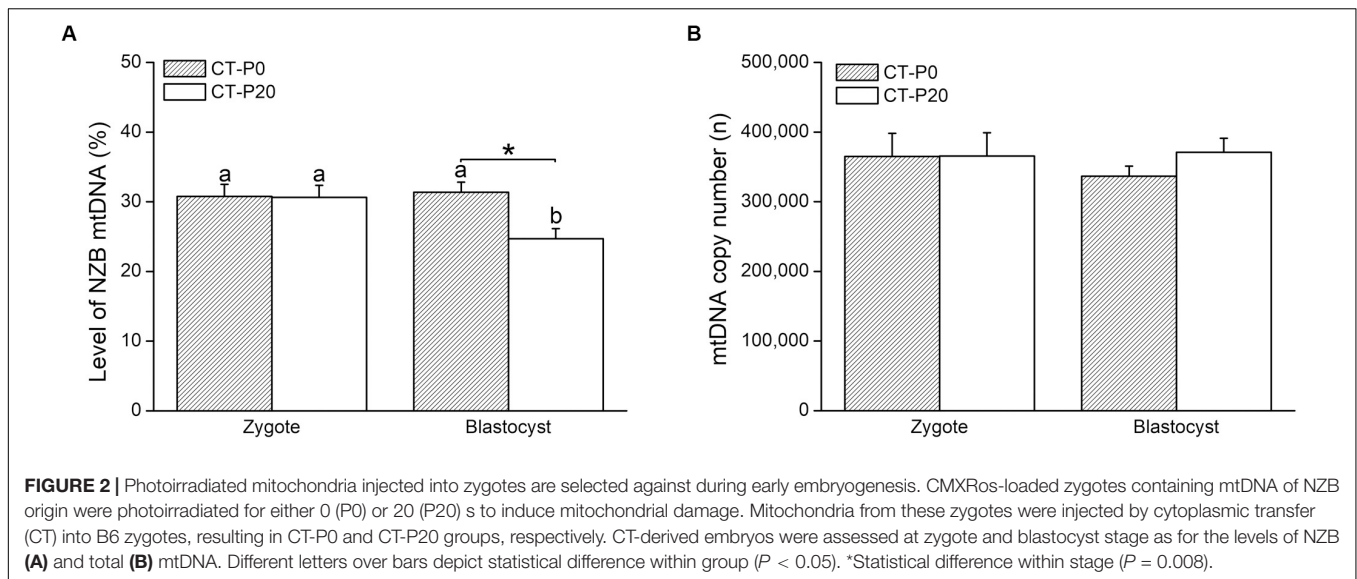 A
50
40
30
20
10
0
Level of NZB mtDNA (%)
CT-P0
CT-P20
a
a
a
*
b
Zygote
Blastocyst
B
500,000
400,000
300,000
200,000
100,000
0
mtDNA copy number (n)
CT-P0
CT-P20
Zygote
Blastocyst
FIGURE 2 | Photoirradiated mitochondria injected into zygotes are selected against during early embryogenesis. CMXRos-loaded zygotes containing mtDNA of NZB
origin were photoirradiated for either 0 (P0) or 20 (P20) s to induce mitochondrial damage. Mitochondria from these zygotes were injected by cytoplasmic transfer
(CT) into B6 zygotes, resulting in CT-P0 and CT-P20 groups, respectively. CT-derived embryos were assessed at zygote and blastocyst stage as for the levels of NZB
(A) and total (B) mtDNA. Different letters over bars depict statistical difference within group (P < 0.05). *Statistical difference within stage (P = 0.008).